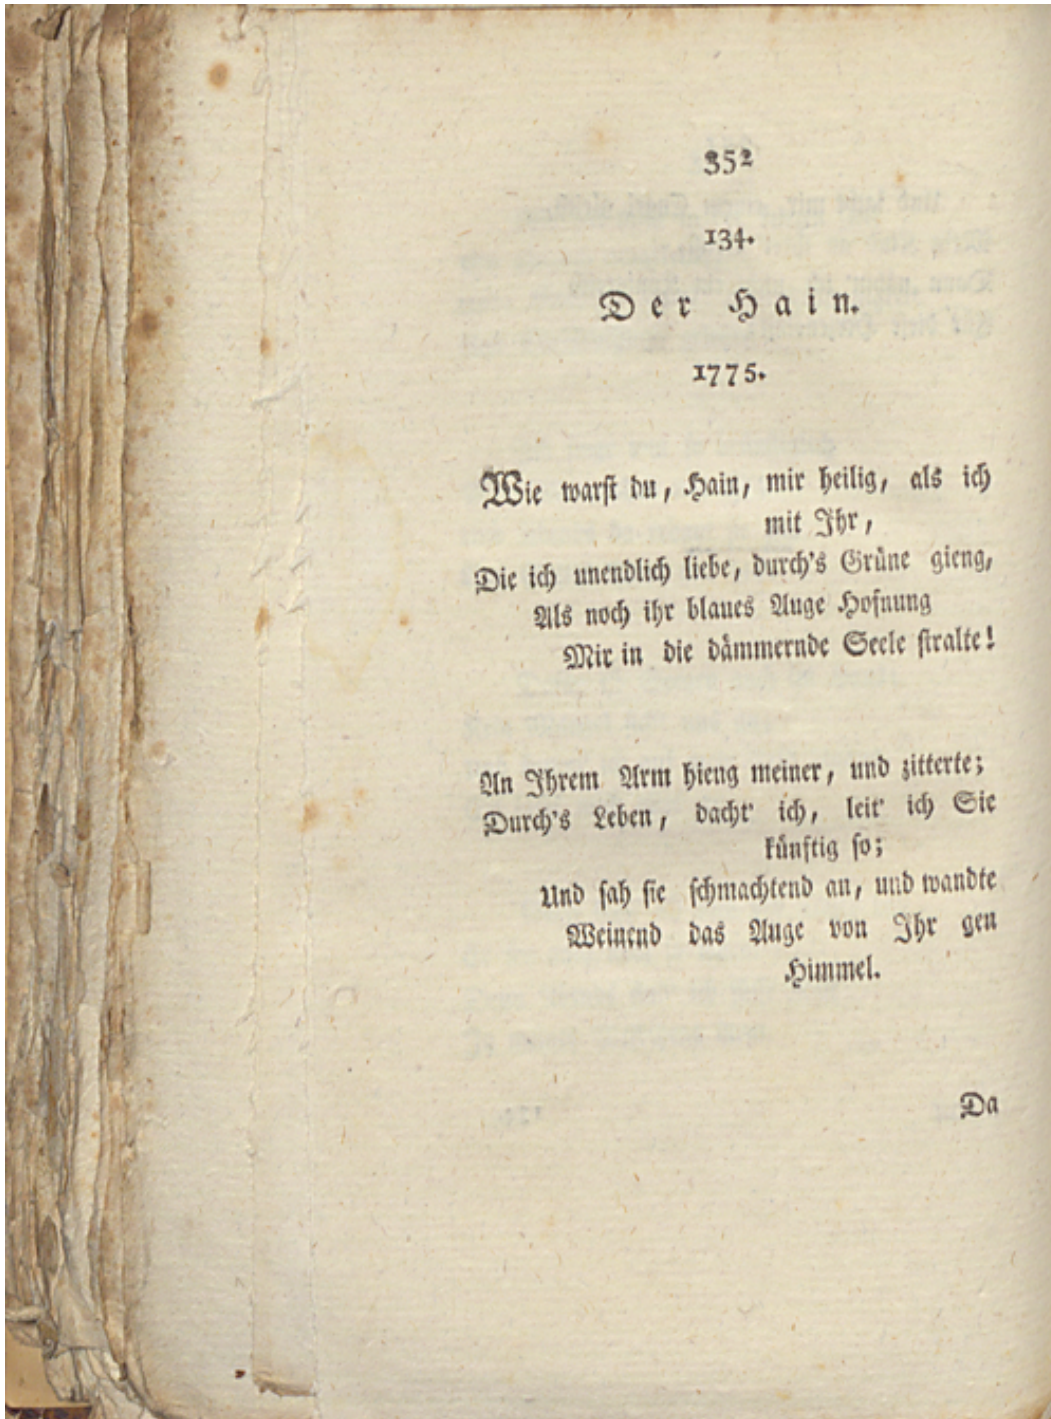 352
134.
Der Hain.
1775.
Wie warst du, Hain, mir heilig, als ich
mit Ihr,
Die ich unendlich liebe, durch's Grüne gieng,
Als noch ihr blaues Auge Hofnung
Mir in die dämmernde Seele stralte!
An Ihrem Arm hieng meiner, und zitterte;
Durch's Leben, dacht' ich, leit' ich Sie
künftig so;
Und sah sie schmachtend an, und wandte
Weinend das Auge von Ihr gen
Himmel.
Da